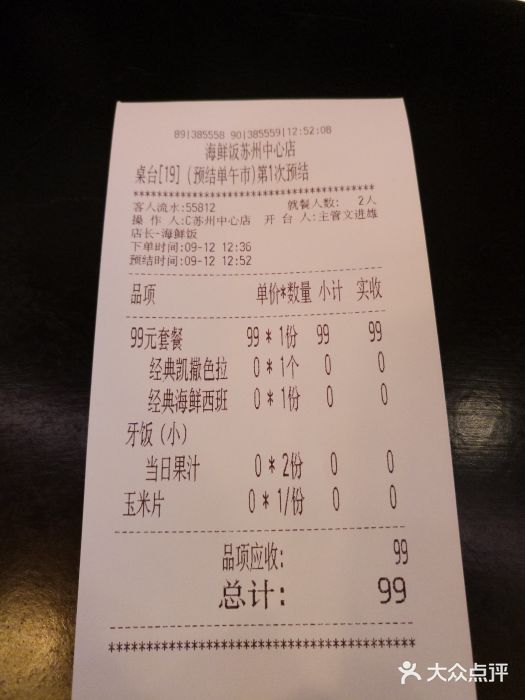 89|385558 90|385559|12:52:08
海鲜饭苏州中心店
桌台[19] (预结单午市)第1次预结
****************************************
客人流水:55812 就餐人数: 2人
操 作 人:C苏州中心店 开 台 人:主管文进雄
店长-海鲜饭
下单时间:09-12 12:36
预结时间:09-12 12:52
品项 单价*数量 小计 实收
99元套餐 99 * 1份 99 99
经典凯撒色拉 0 * 1个 0 0
经典海鲜西班 0 * 1份 0 0
牙饭 (小)
当日果汁 0 * 2份 0 0
玉米片 0 * 1/份 0 0
品项应收: 99
总计: 99
****************************************
大众点评